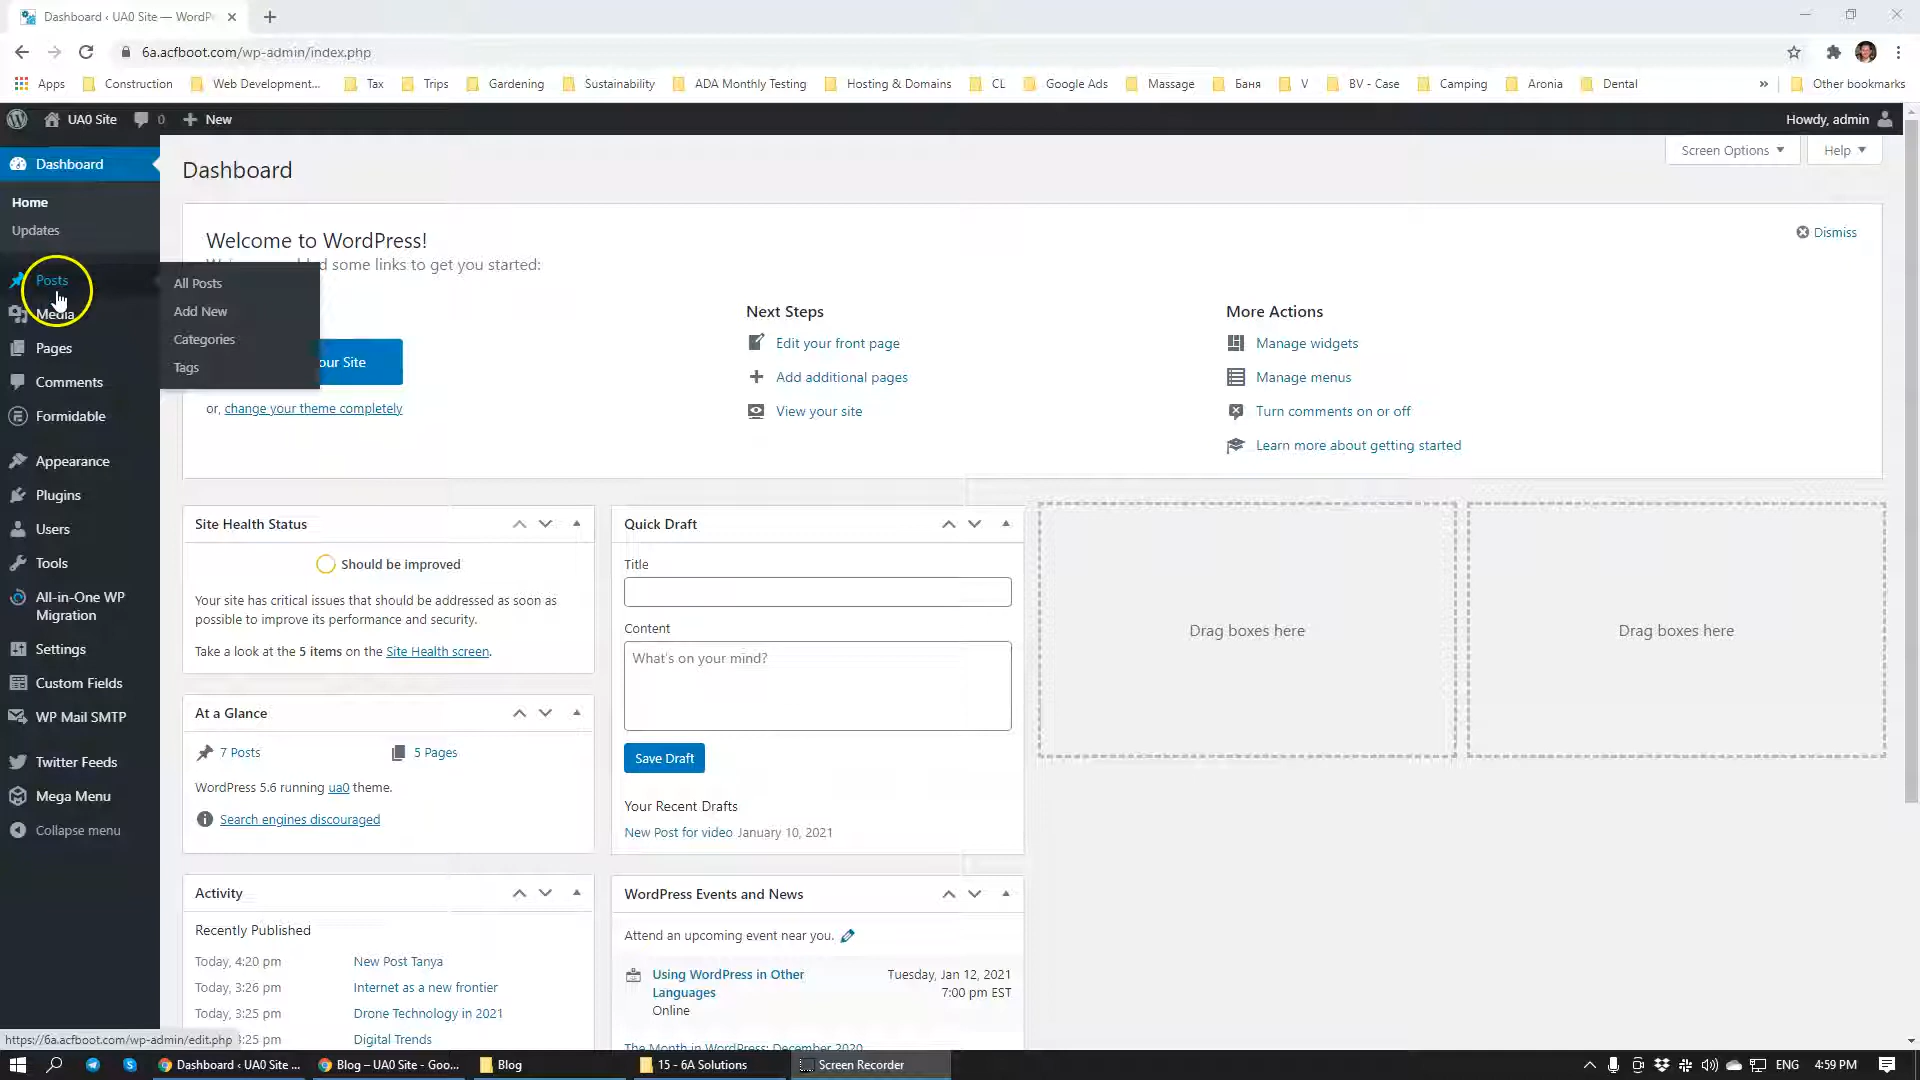 Dashboard ‹ UA0 Site — WordP
6a.acfboot.com/wp-admin/index.php
Apps
Construction
Web Development...
Tax
Trips
Gardening
Sustainability
ADA Monthly Testing
Hosting & Domains
CL
Google Ads
Massage
Баня
V
BV - Case
Camping
Aronia
Dental
»
Other bookmarks
UA0 Site
0
New
Howdy, admin
Dashboard
Home
Updates
Posts
Media
Pages
Comments
Formidable
Appearance
Plugins
Users
Tools
All-in-One WP
Migration
Settings
Custom Fields
WP Mail SMTP
Twitter Feeds
Mega Menu
Collapse menu
All Posts
Add New
Categories
Tags
Dashboard
Screen Options
Help
Welcome to WordPress!
d some links to get you started:
Dismiss
our Site
or, change your theme completely
Next Steps
Edit your front page
Add additional pages
View your site
More Actions
Manage widgets
Manage menus
Turn comments on or off
Learn more about getting started
Site Health Status
Should be improved
Your site has critical issues that should be addressed as soon as
possible to improve its performance and security.
Take a look at the 5 items on the Site Health screen.
At a Glance
7 Posts
5 Pages
WordPress 5.6 running ua0 theme.
Search engines discouraged
Activity
Recently Published
Today, 4:20 pm New Post Tanya
Today, 3:26 pm Internet as a new frontier
Today, 3:25 pm Drone Technology in 2021
3:25 pm Digital Trends
Quick Draft
Title
Content
What's on your mind?
Save Draft
Your Recent Drafts
New Post for video January 10, 2021
WordPress Events and News
Attend an upcoming event near you.
Using WordPress in Other
Languages
Online
Tuesday, Jan 12, 2021
7:00 pm EST
The Month in WordPress: December 2020
Drag boxes here
Drag boxes here
https://6a.acfboot.com/wp-admin/edit.php
Dashboard ‹ UA0 Site ...
Blog – UA0 Site - Goo...
Blog
15 - 6A Solutions
Screen Recorder
ENG
4:59 PM